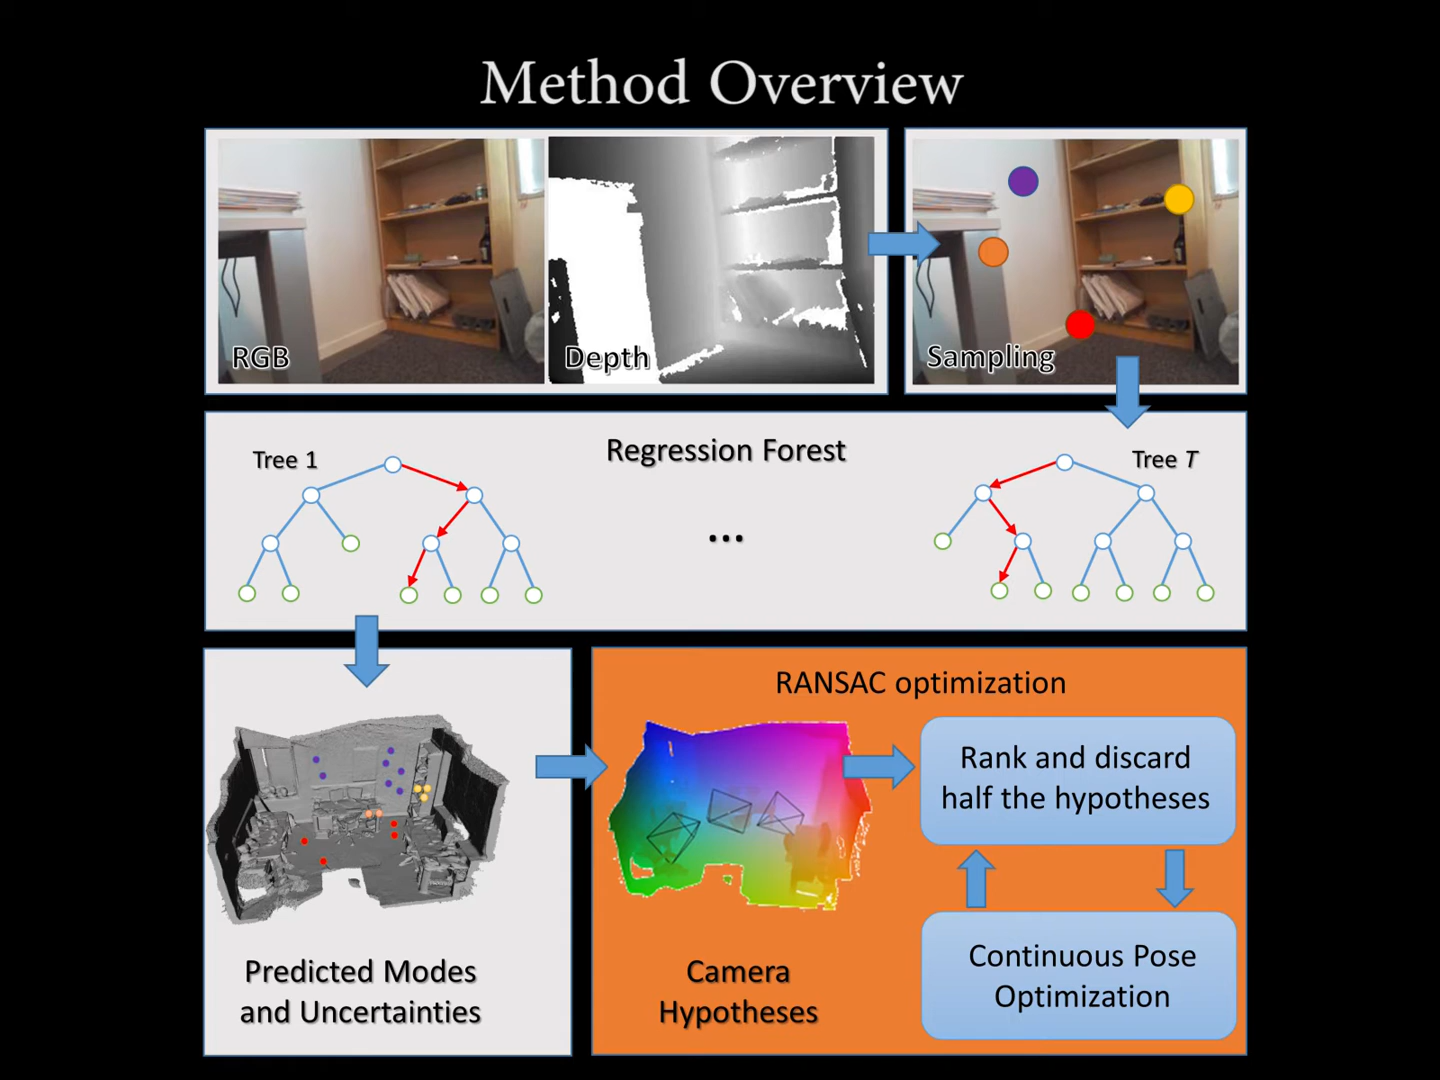 Method Overview
RGB
Depth
Sampling
Tree 1
Regression Forest
Tree T
...
RANSAC optimization
Rank and discard
half the hypotheses
Predicted Modes
and Uncertainties
Camera
Hypotheses
Continuous Pose
Optimization